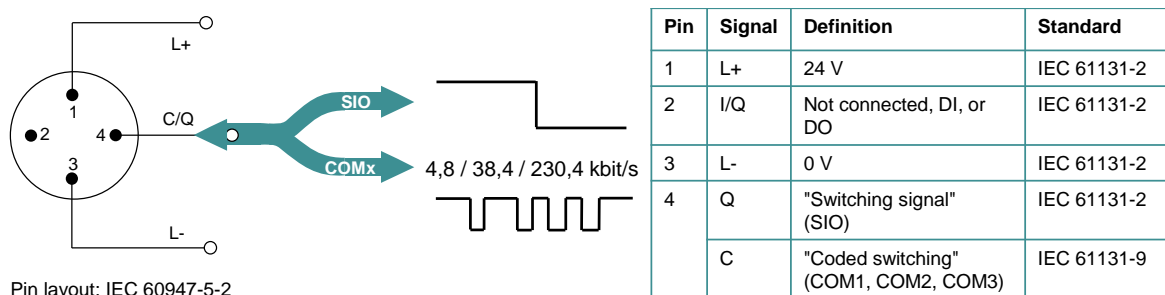 L+
1
2
4
3
C/Q
SIO
COMx
4,8 / 38,4 / 230,4 kbit/s
L-
Pin layout: IEC 60947-5-2
Pin Signal Definition Standard
1 L+ 24 V IEC 61131-2
2 I/Q Not connected, DI, or IEC 61131-2
DO
3 L- 0 V IEC 61131-2
4 Q "Switching signal" IEC 61131-2
(SIO)
C "Coded switching" IEC 61131-9
(COM1, COM2, COM3)